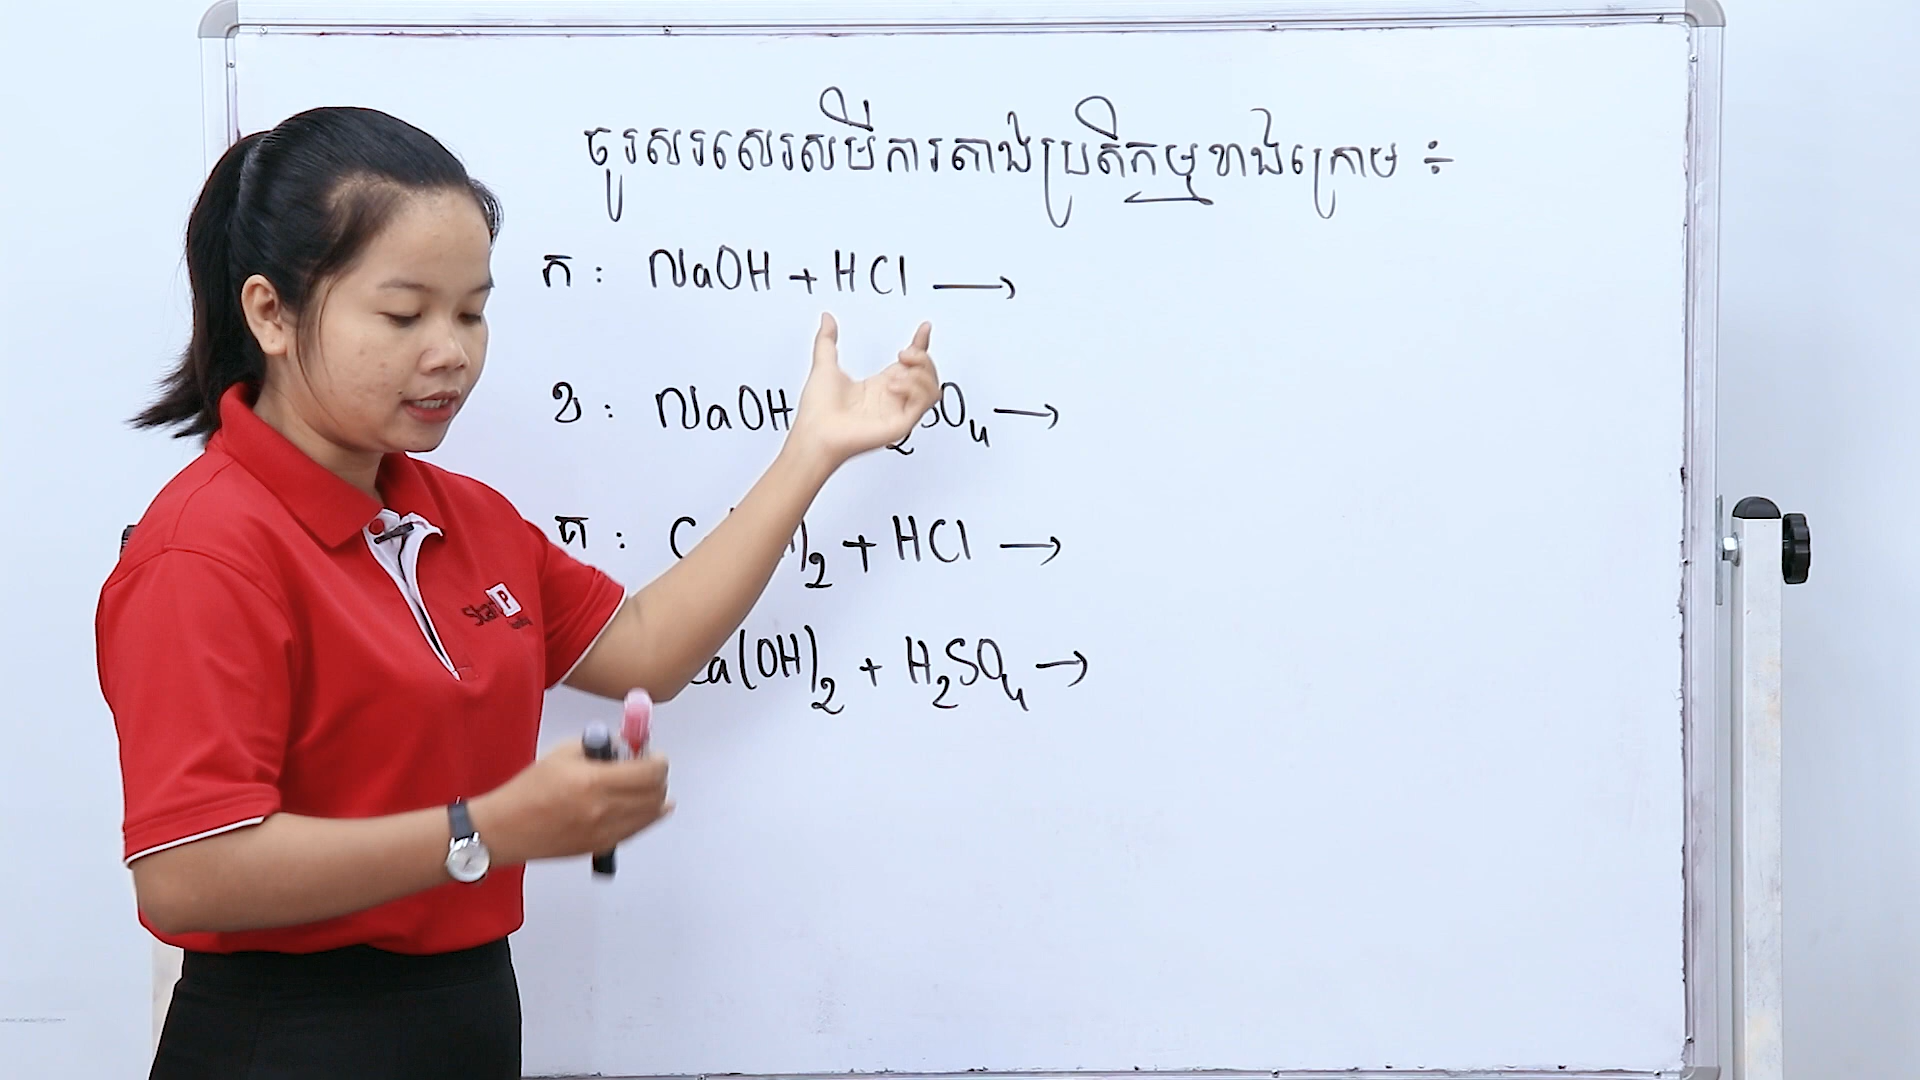 ចូរសរសេរសមីការតាងប្រតិកម្មខាងក្រោម ÷
ក : NaOH + HCl →
ខ : NaOH SO₄ →
គ : C )₂ + HCl →
Ca(OH)₂ + H₂SO₄ →